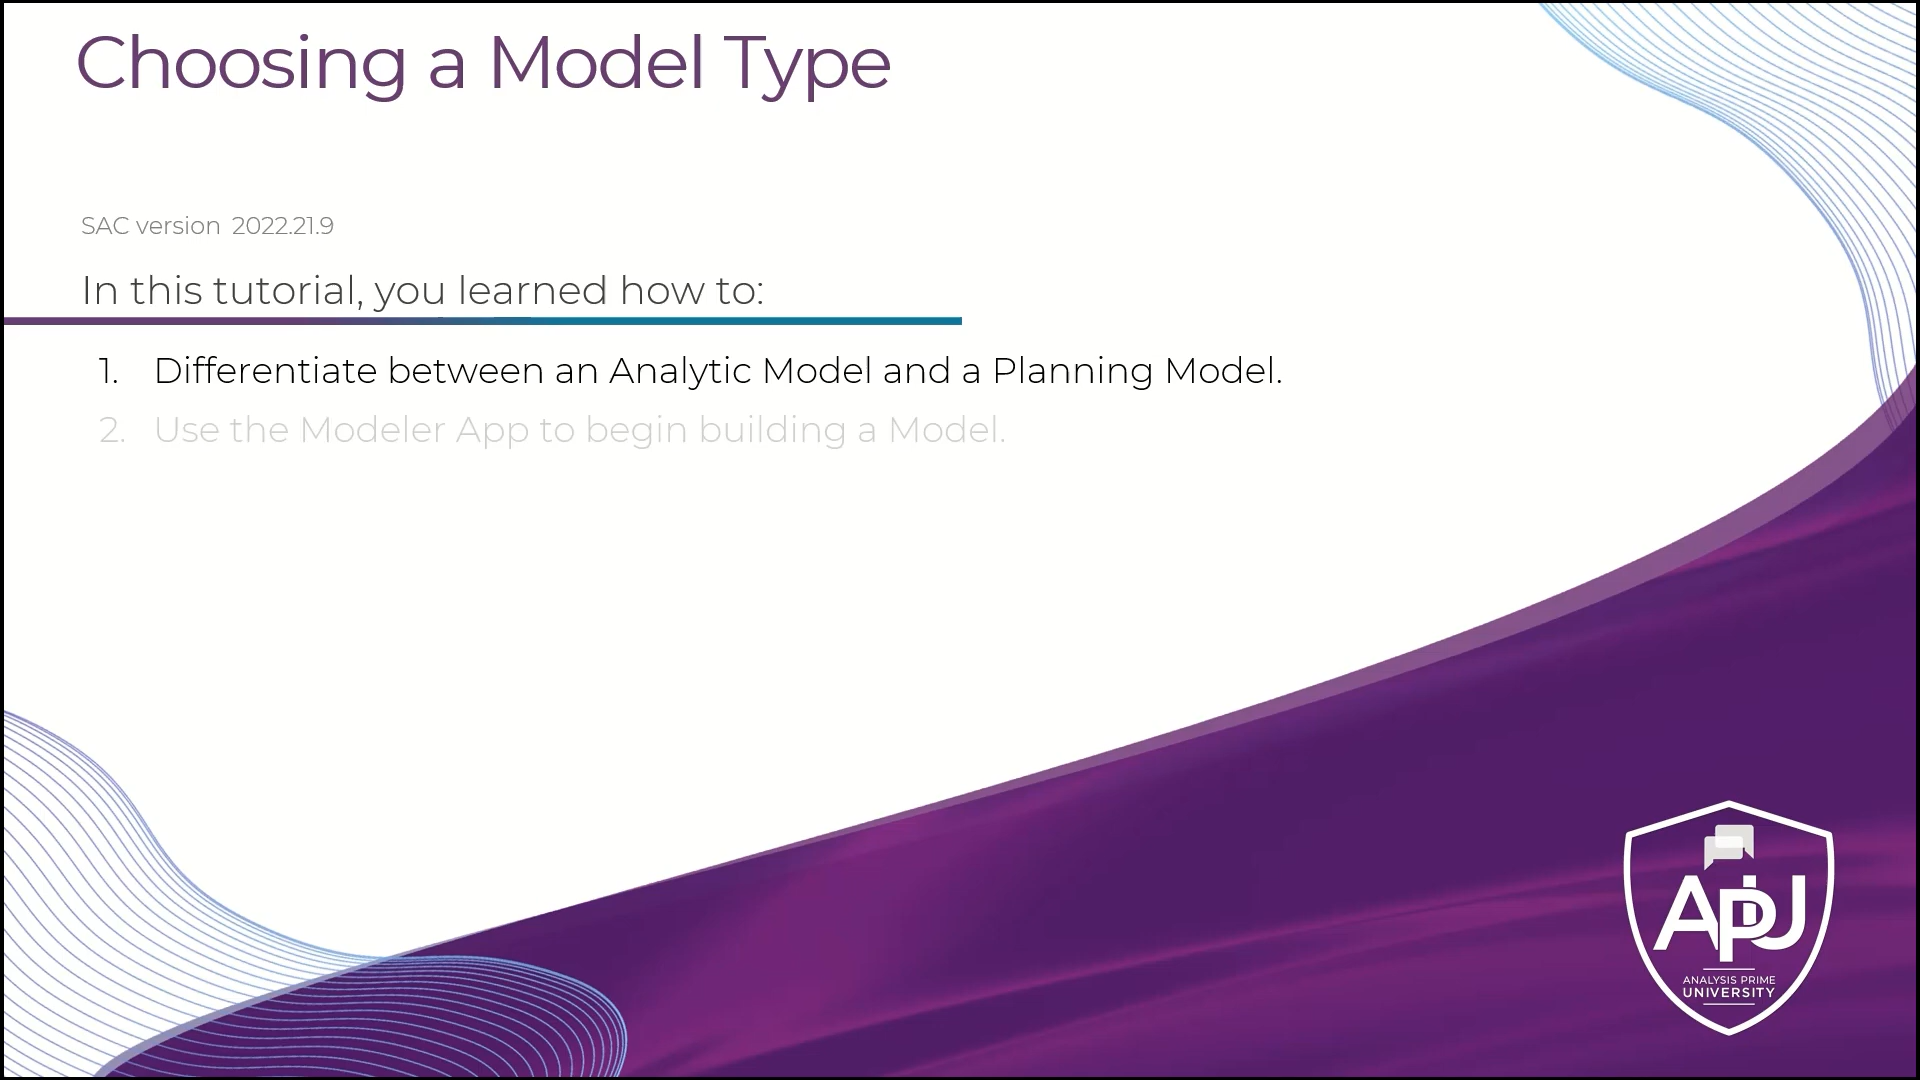 Choosing a Model Type
SAC version 2022.21.9
In this tutorial, you learned how to:
1. Differentiate between an Analytic Model and a Planning Model.
2. Use the Modeler App to begin building a Model.
APU
ANALYSIS PRIME
UNIVERSITY